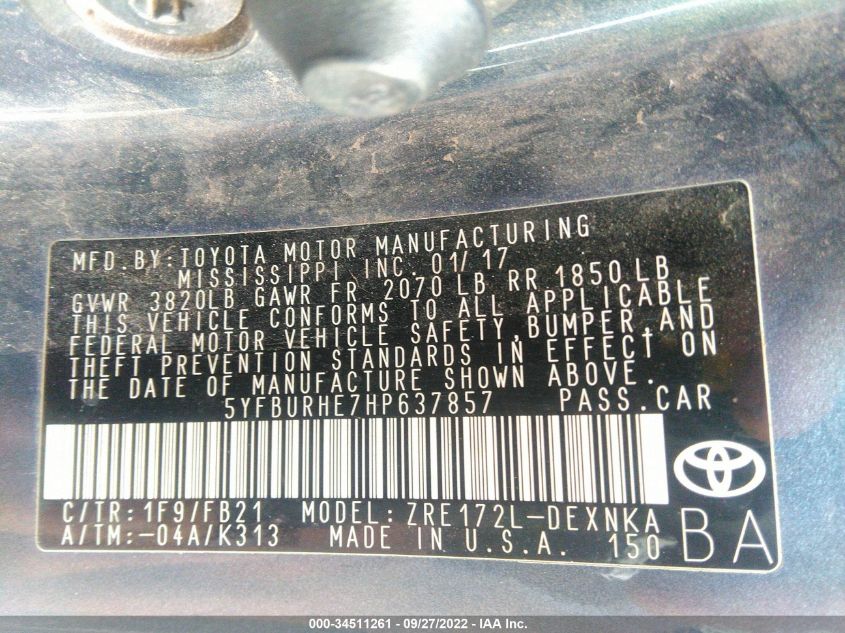 MFD.BY:TOYOTA MOTOR MANUFACTURING
MISSISSIPPI INC. 01/17
GVWR 3820LB GAWR FR 2070 LB RR 1850 LB
THIS VEHICLE CONFORMS TO ALL APPLICABLE
FEDERAL MOTOR VEHICLE SAFETY,BUMPER,AND
THEFT PREVENTION STANDARDS IN EFFECT ON
THE DATE OF MANUFACTURE SHOWN ABOVE.
5YFBURHE7HP637857 PASS.CAR
C/TR:1F9/FB21 MODEL:ZRE172L-DEXNKA
A/TM:-04A/K313 MADE IN U.S.A. 150 BA
000-34511261 - 09/27/2022 - IAA Inc.